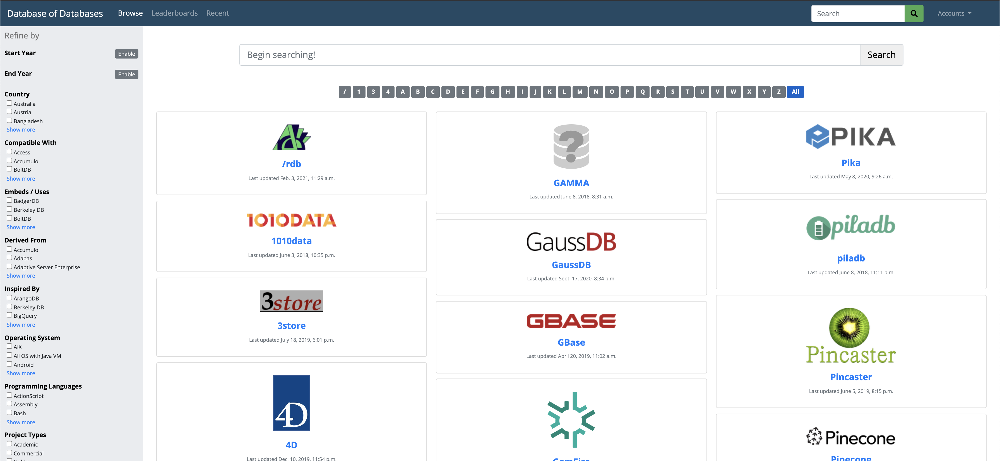 Database of Databases Browse Leaderboards Recent Search Accounts
Refine by
Start Year Enable
End Year Enable
Country
Australia
Austria
Bangladesh
Show more
Compatible With
Access
Accumulo
BoltDB
Show more
Embeds / Uses
BadgerDB
Berkeley DB
BoltDB
Show more
Derived From
Accumulo
Adabas
Adaptive Server Enterprise
Show more
Inspired By
ArangoDB
Berkeley DB
BigQuery
Show more
Operating System
AIX
All OS with Java VM
Android
Show more
Programming Languages
ActionScript
Assembly
Bash
Show more
Project Types
Academic
Commercial
Begin searching! Search
/ 1 3 4 A B C D E F G H I J K L M N O P Q R S T U V W X Y Z All
/rdb
Last updated Feb. 3, 2021, 11:29 a.m.
1010DATA
1010data
Last updated June 3, 2018, 10:35 p.m.
3store
3store
Last updated July 18, 2019, 6:01 p.m.
4D
4D
Last updated Dec. 10, 2019, 11:54 p.m.
?
GAMMA
Last updated June 8, 2018, 8:31 a.m.
GaussDB
GaussDB
Last updated Sept. 17, 2020, 8:34 p.m.
GBASE
GBase
Last updated April 20, 2019, 11:02 a.m.
PIKA
Pika
Last updated May 8, 2020, 9:26 a.m.
piladb
piladb
Last updated June 8, 2018, 11:11 p.m.
Pincaster
Pincaster
Last updated June 5, 2019, 8:15 p.m.
Pinecone
Pinecone